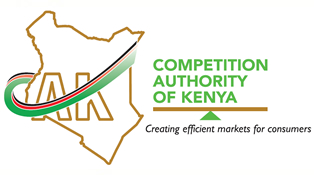 CAK
COMPETITION
AUTHORITY
OF KENYA
Creating efficient markets for consumers